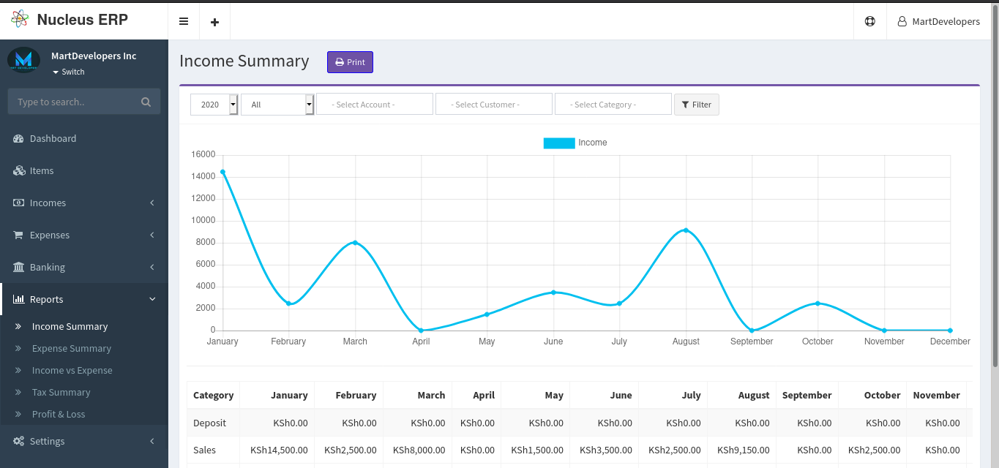 Nucleus ERP
MartDevelopers
MartDevelopers Inc
Switch
Type to search..
Dashboard
Items
Incomes
Expenses
Banking
Reports
Income Summary
Expense Summary
Income vs Expense
Tax Summary
Profit & Loss
Settings
Income Summary Print
2020 All - Select Account - - Select Customer - - Select Category - Filter
Income
16000
14000
12000
10000
8000
6000
4000
2000
0
January February March April May June July August September October November December
Category January February March April May June July August September October November
Deposit KSh0.00 KSh0.00 KSh0.00 KSh0.00 KSh0.00 KSh0.00 KSh0.00 KSh0.00 KSh0.00 KSh0.00 KSh0.00
Sales KSh14,500.00 KSh2,500.00 KSh8,000.00 KSh0.00 KSh1,500.00 KSh3,500.00 KSh2,500.00 KSh9,150.00 KSh0.00 KSh2,500.00 KSh0.00